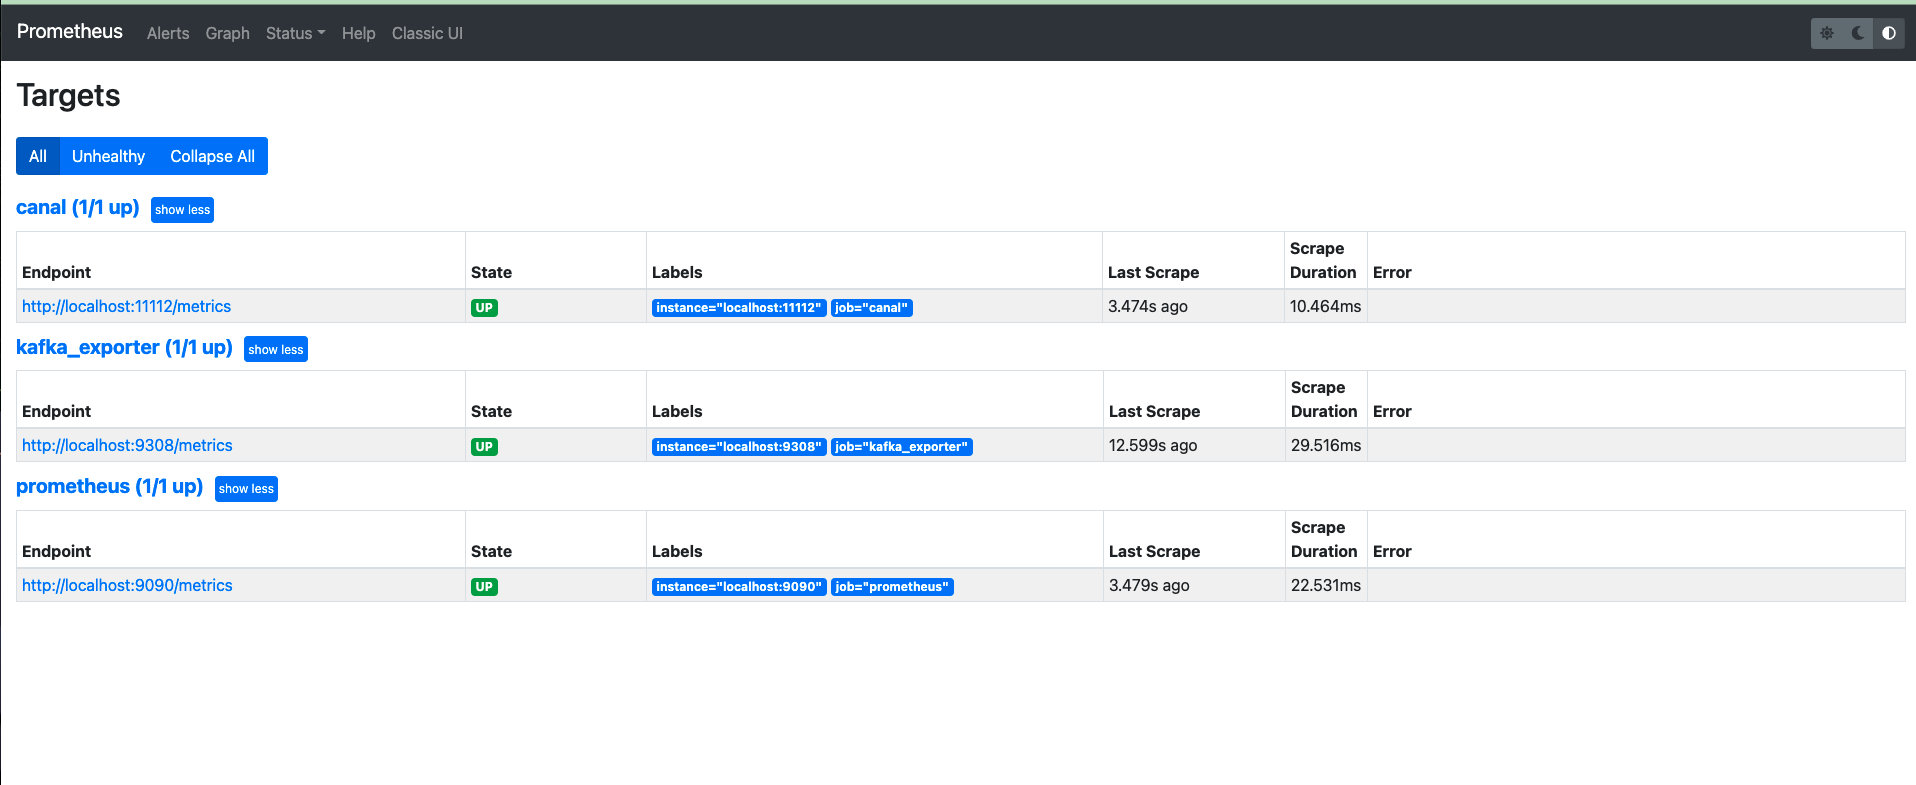 Prometheus Alerts Graph Status Help Classic UI
Targets
All Unhealthy Collapse All
canal (1/1 up) show less
Endpoint State Labels Last Scrape Scrape Duration Error
http://localhost:11112/metrics UP instance="localhost:11112" job="canal" 3.474s ago 10.464ms
kafka_exporter (1/1 up) show less
Endpoint State Labels Last Scrape Scrape Duration Error
http://localhost:9308/metrics UP instance="localhost:9308" job="kafka_exporter" 12.599s ago 29.516ms
prometheus (1/1 up) show less
Endpoint State Labels Last Scrape Scrape Duration Error
http://localhost:9090/metrics UP instance="localhost:9090" job="prometheus" 3.479s ago 22.531ms